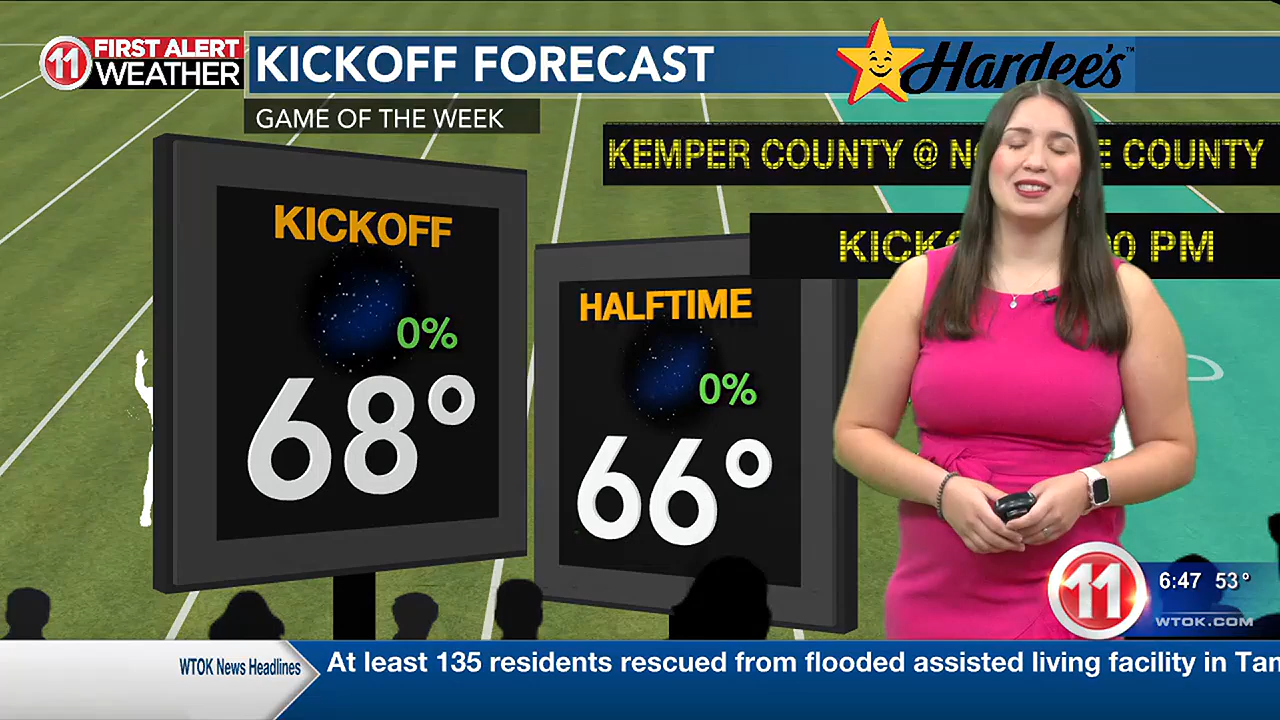 11 FIRST ALERT
WEATHER
KICKOFF FORECAST
Hardee's™
GAME OF THE WEEK
KEMPER COUNTY @ COUNTY
PM
KICKOFF
0%
68°
HALFTIME
0%
66°
11
6:47 53°
WTOK.COM
WTOK News Headlines
At least 135 residents rescued from flooded assisted living facility in